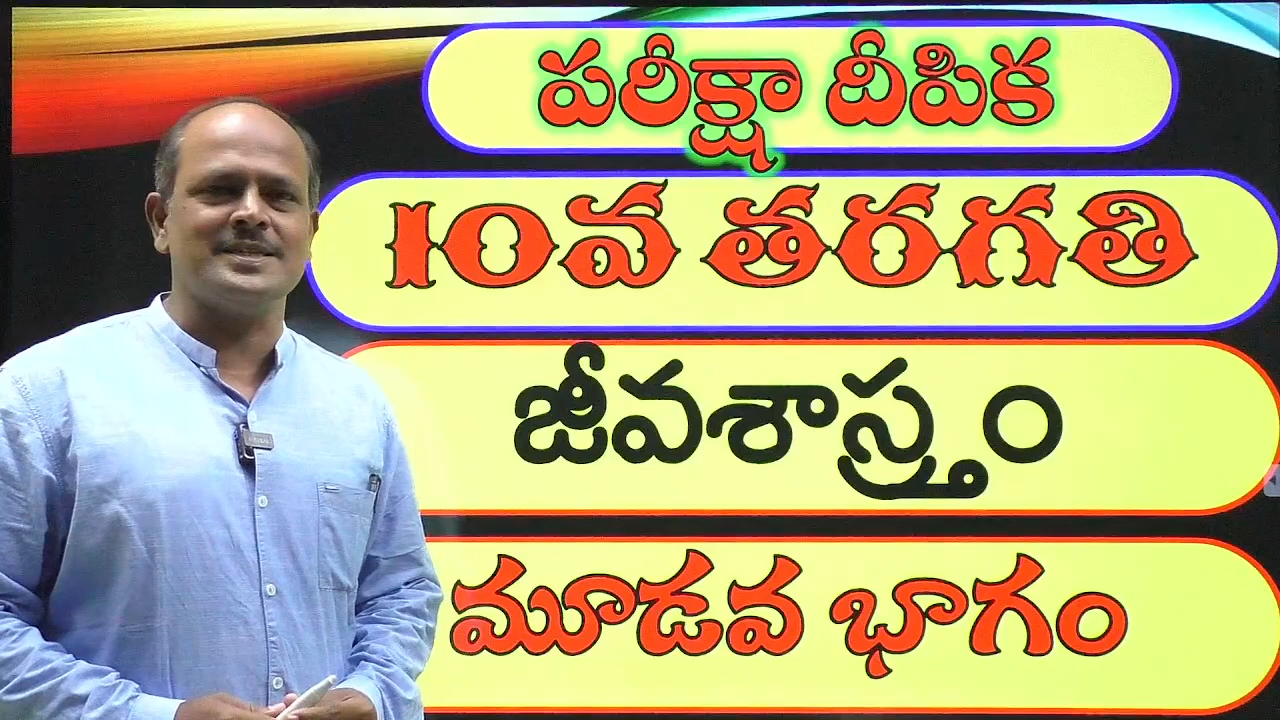 పరీక్షా దీపిక
10వ తరగతి
జీవశాస్త్రం
మూడవ భాగం